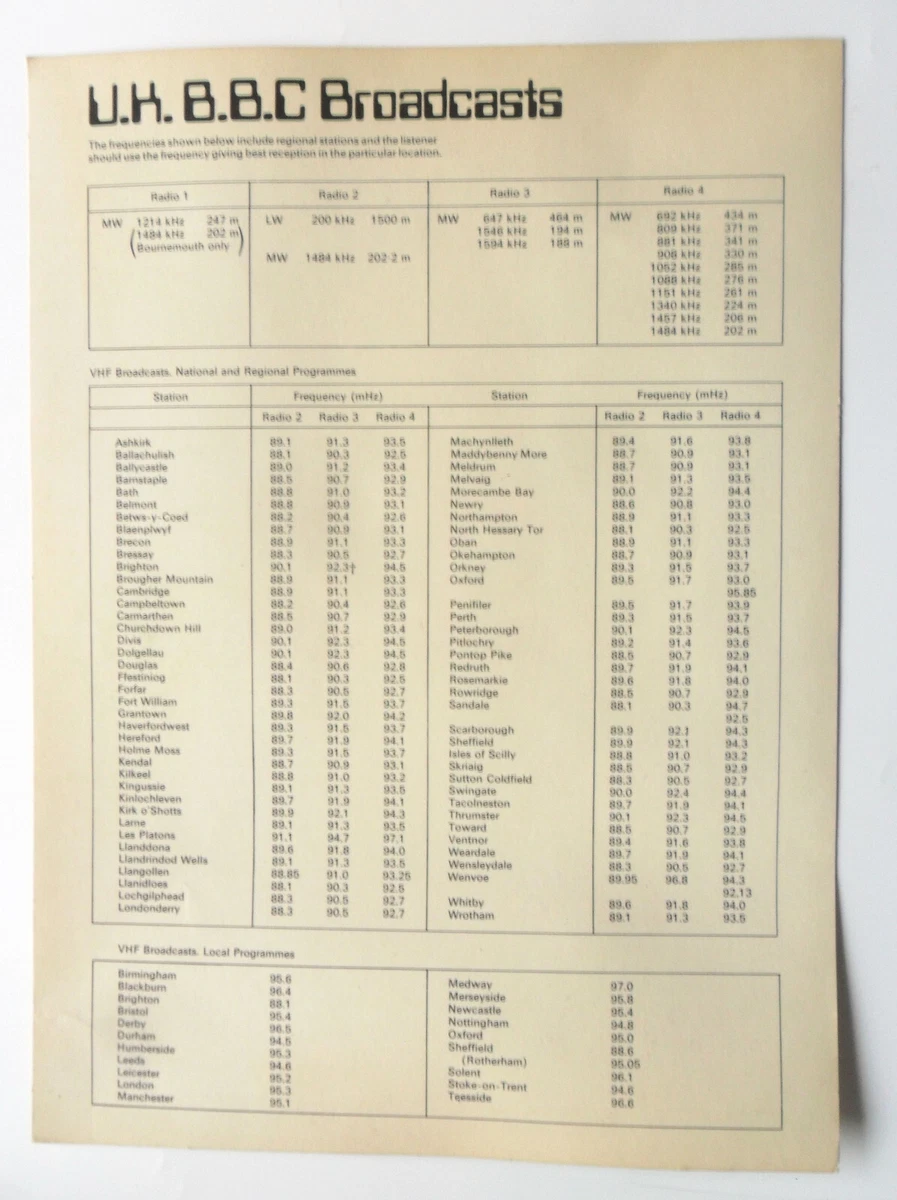 U.K. B.B.C Broadcasts
The frequencies shown below include regional stations and the listener
should use the frequency giving best reception in the particular location.
Radio 1 Radio 2 Radio 3 Radio 4
MW 1214 kHz 247 m LW 200 kHz 1500 m MW 647 kHz 464 m MW 692 kHz 434 m
(1484 kHz 202 m 1546 kHz 194 m 809 kHz 371 m
Bournemouth only) 1594 kHz 188 m 881 kHz 341 m
MW 1484 kHz 202·2 m 908 kHz 330 m
1052 kHz 285 m
1088 kHz 276 m
1151 kHz 261 m
1340 kHz 224 m
1457 kHz 206 m
1484 kHz 202 m
VHF Broadcasts. National and Regional Programmes
Station Frequency (mHz) Station Frequency (mHz)
Radio 2 Radio 3 Radio 4 Radio 2 Radio 3 Radio 4
Ashkirk 89.1 91.3 93.5 Machynlleth 89.4 91.6 93.8
Ballachulish 88.1 90.3 92.5 Maddybenny More 88.7 90.9 93.1
Ballycastle 89.0 91.2 93.4 Meldrum 88.7 90.9 93.1
Barnstaple 88.5 90.7 92.9 Melvaig 89.1 91.3 93.5
Bath 88.8 91.0 93.2 Morecambe Bay 90.0 92.2 94.4
Belmont 88.8 90.9 93.1 Newry 88.6 90.8 93.0
Betws-y-Coed 88.2 90.4 92.6 Northampton 88.9 91.1 93.3
Blaenplwyf 88.7 90.9 93.1 North Hessary Tor 88.1 90.3 92.5
Brecon 88.9 91.1 93.3 Oban 88.9 91.1 93.3
Bressay 88.3 90.5 92.7 Okehampton 88.7 90.9 93.1
Brighton 90.1 92.3† 94.5 Orkney 89.3 91.5 93.7
Brougher Mountain 88.9 91.1 93.3 Oxford 89.5 91.7 93.0
Cambridge 88.9 91.1 93.3 95.85
Campbeltown 88.2 90.4 92.6 Penifiler 89.5 91.7 93.9
Carmarthen 88.5 90.7 92.9 Perth 89.3 91.5 93.7
Churchdown Hill 89.0 91.2 93.4 Peterborough 90.1 92.3 94.5
Divis 90.1 92.3 94.5 Pitlochry 89.2 91.4 93.6
Dolgellau 90.1 92.3 94.5 Pontop Pike 88.5 90.7 92.9
Douglas 88.4 90.6 92.8 Redruth 89.7 91.9 94.1
Ffestiniog 88.1 90.3 92.5 Rosemarkie 89.6 91.8 94.0
Forfar 88.3 90.5 92.7 Rowridge 88.5 90.7 92.9
Fort William 89.3 91.5 93.7 Sandale 88.1 90.3 94.7
Grantown 89.8 92.0 94.2 92.5
Haverfordwest 89.3 91.5 93.7 Scarborough 89.9 92.1 94.3
Hereford 89.7 91.9 94.1 Sheffield 89.9 92.1 94.3
Holme Moss 89.3 91.5 93.7 Isles of Scilly 88.8 91.0 93.2
Kendal 88.7 90.9 93.1 Skriaig 88.5 90.7 92.9
Kilkeel 88.8 91.0 93.2 Sutton Coldfield 88.3 90.5 92.7
Kingussie 89.1 91.3 93.5 Swingate 90.0 92.4 94.4
Kinlochleven 89.7 91.9 94.1 Tacolneston 89.7 91.9 94.1
Kirk o'Shotts 89.9 92.1 94.3 Thrumster 90.1 92.3 94.5
Larne 89.1 91.3 93.5 Toward 88.5 90.7 92.9
Les Platons 91.1 94.7 97.1 Ventnor 89.4 91.6 93.8
Llanddona 89.6 91.8 94.0 Weardale 89.7 91.9 94.1
Llandrindod Wells 89.1 91.3 93.5 Wensleydale 88.3 90.5 92.7
Llangollen 88.85 91.0 93.25 Wenvoe 89.95 96.8 94.3
Llanidloes 88.1 90.3 92.5 92.13
Lochgilphead 88.3 90.5 92.7 Whitby 89.6 91.8 94.0
Londonderry 88.3 90.5 92.7 Wrotham 89.1 91.3 93.5
VHF Broadcasts. Local Programmes
Birmingham 95.6 Medway 97.0
Blackburn 96.4 Merseyside 95.8
Brighton 88.1 Newcastle 95.4
Bristol 95.4 Nottingham 94.8
Derby 96.5 Oxford 95.0
Durham 94.5 Sheffield 88.6
Humberside 95.3 (Rotherham) 95.05
Leeds 94.6 Solent 96.1
Leicester 95.2 Stoke-on-Trent 94.6
London 95.3 Teesside 96.6
Manchester 95.1